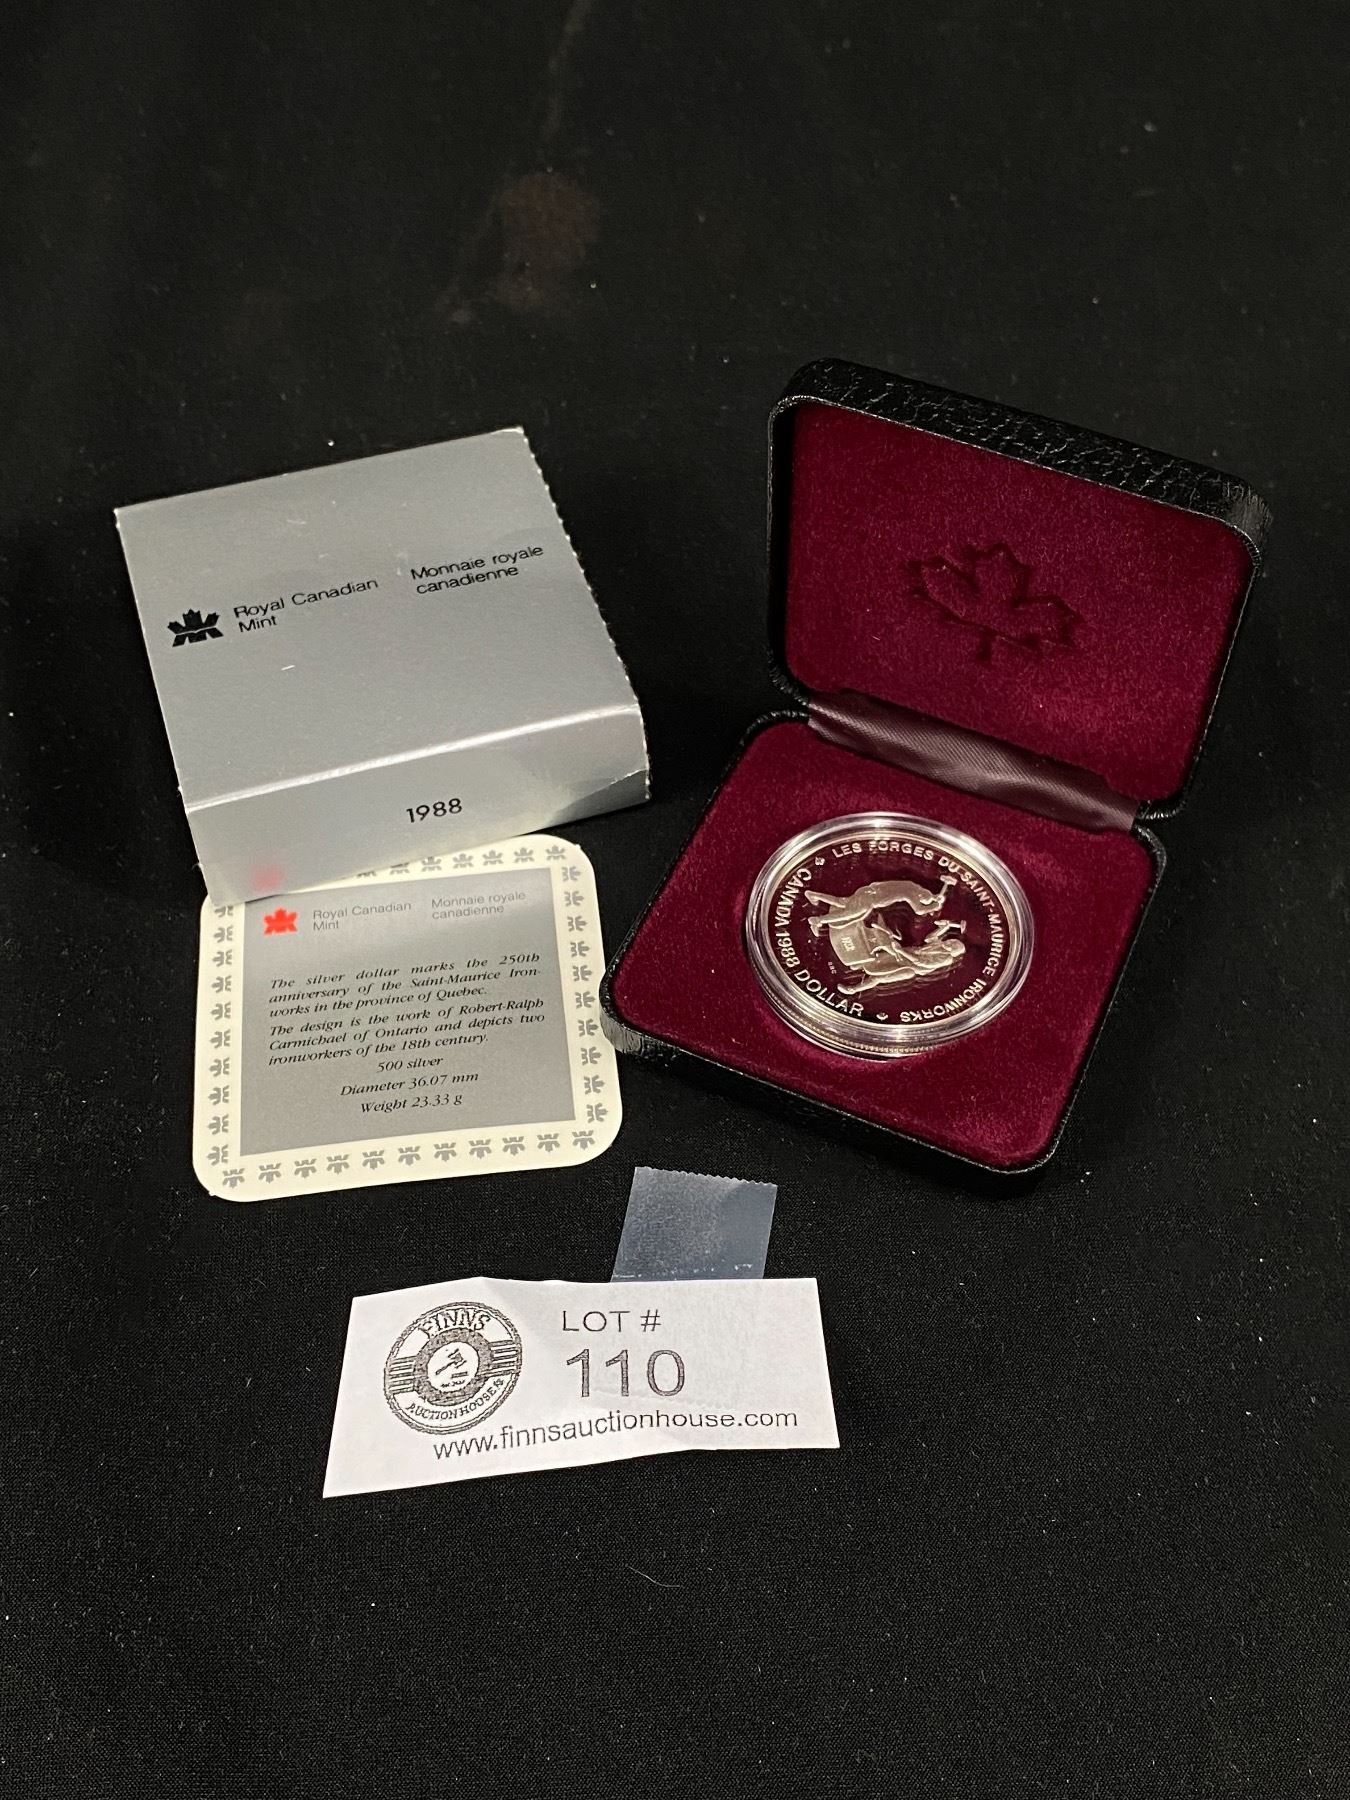 Royal Canadian
Mint
Monnaie royale
canadienne
1988
Royal Canadian
Mint
Monnaie royale
canadienne
The silver dollar marks the 250th
anniversary of the Saint-Maurice Iron-
works in the province of Quebec.
The design is the work of Robert-Ralph
Carmichael of Ontario and depicts two
ironworkers of the 18th century.
500 silver
Diameter 36.07 mm
Weight 23.33 g
LES FORGES DU SAINT-MAURICE IRONWORKS
CANADA 1988 DOLLAR
FINNS
AUCTION HOUSE
LOT #
110
www.finnsauctionhouse.com